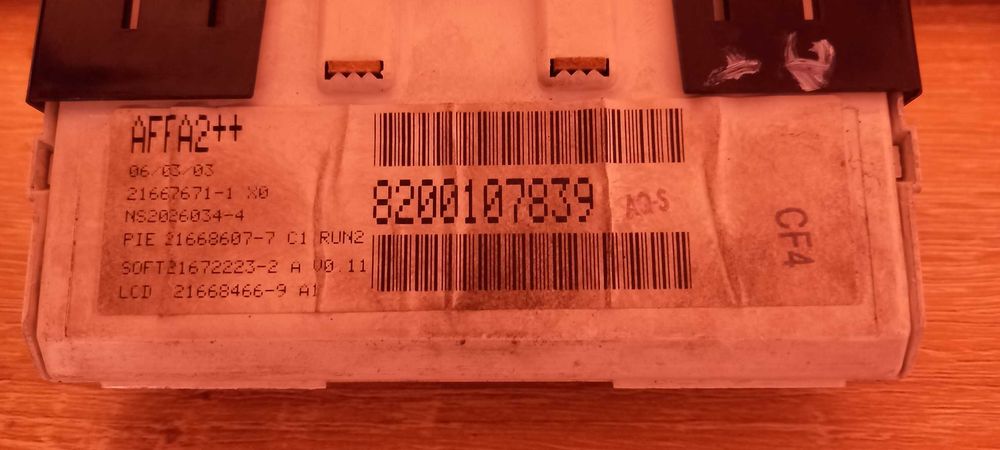 AFFA2++
06/03/03
21667671-1 X0
NS2026034-4
PIE 21668607-7 C1 RUN2
SOFT21672223-2 A V0.11
LCD 21668466-9 A1
8200107839
AQ-S
CF4